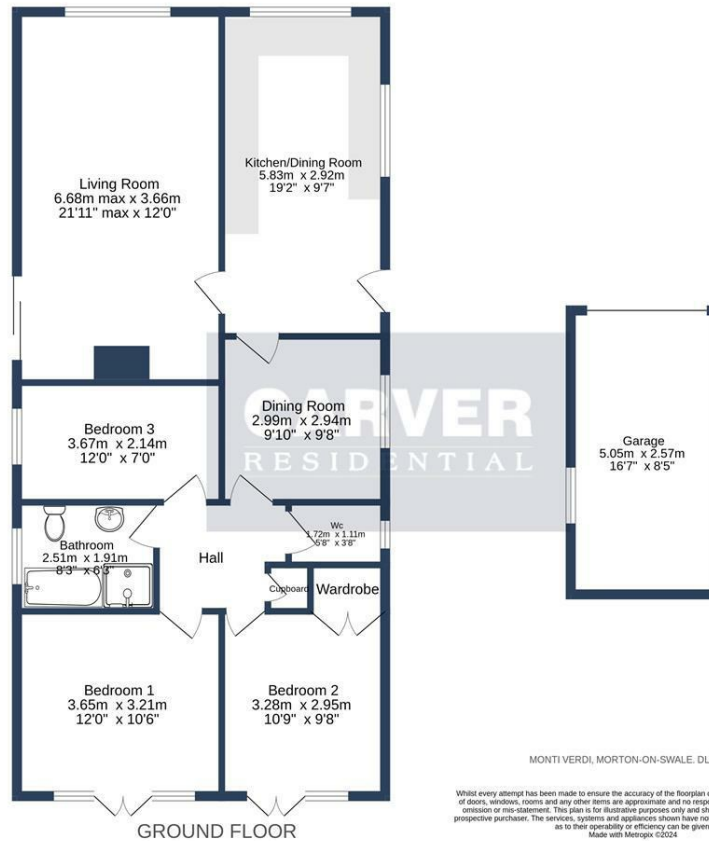 Living Room
6.68m max x 3.66m
21'11" max x 12'0"
Kitchen/Dining Room
5.83m x 2.92m
19'2" x 9'7"
Bedroom 3
3.67m x 2.14m
12'0" x 7'0"
Dining Room
2.99m x 2.94m
9'10" x 9'8"
CARVER
RESIDENTIAL
Garage
5.05m x 2.57m
16'7" x 8'5"
Bathroom
2.51m x 1.91m
8'3" x 6'3"
Hall
Wc
1.72m x 1.11m
5'8" x 3'8"
Cupboard
Wardrobe
Bedroom 1
3.65m x 3.21m
12'0" x 10'6"
Bedroom 2
3.28m x 2.95m
10'9" x 9'8"
GROUND FLOOR
MONTI VERDI, MORTON-ON-SWALE. DL
Whilst every attempt has been made to ensure the accuracy of the floorplan
of doors, windows, rooms and any other items are approximate and no
omission or mis-statement. This plan is for illustrative purposes only and
prospective purchaser. The services, systems and appliances shown have
as to their operability or efficiency can be
Made with Metropix ©2024